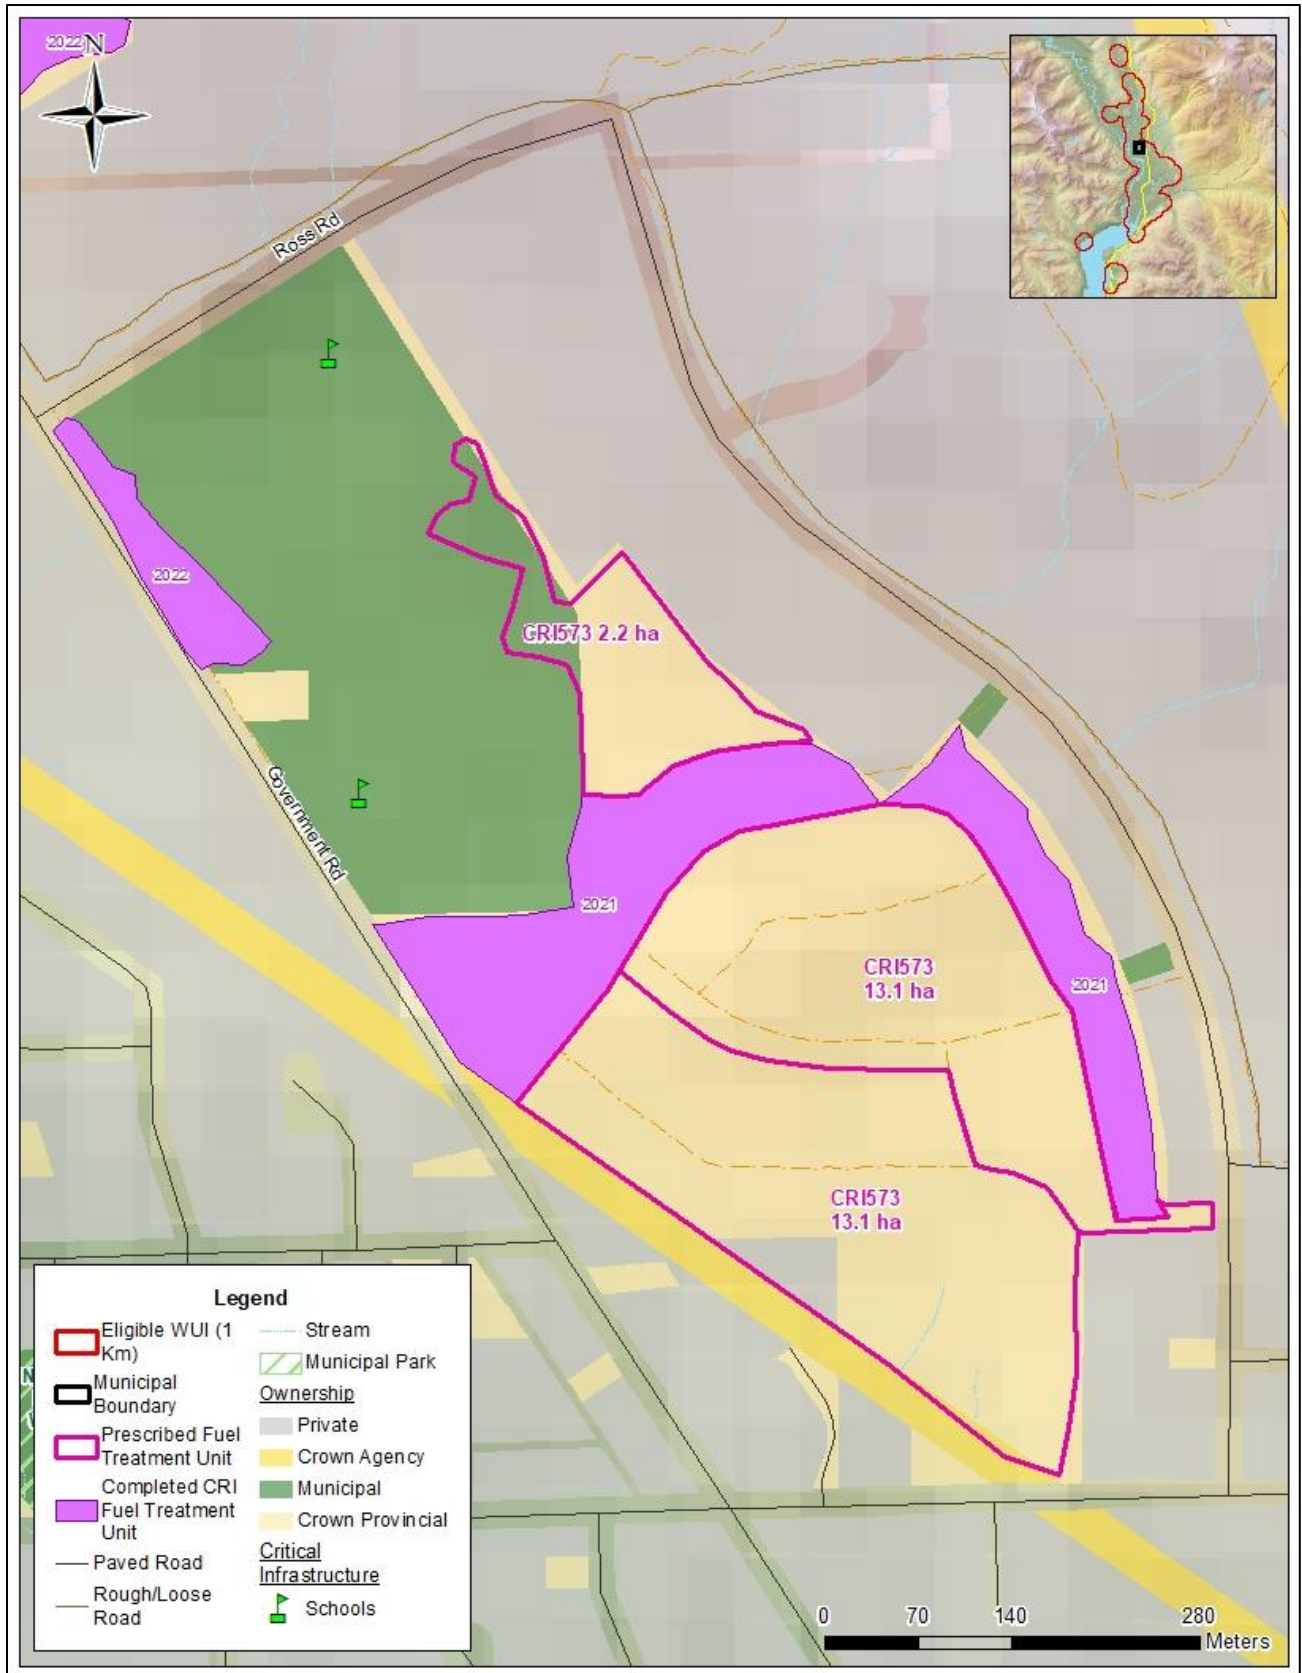 2022
N
Ross Rd
2022
CRI573 2.2 ha
Government Rd
2021
CRI573
13.1 ha
2021
CRI573
13.1 ha
Legend
Eligible WUI (1
Km)
Municipal
Boundary
Prescribed Fuel
Treatment Unit
Completed CRI
Fuel Treatment
Unit
Paved Road
Rough/Loose
Road
Stream
Municipal Park
Ownership
Private
Crown Agency
Municipal
Crown Provincial
Critical
Infrastructure
Schools
0 70 140 280
Meters